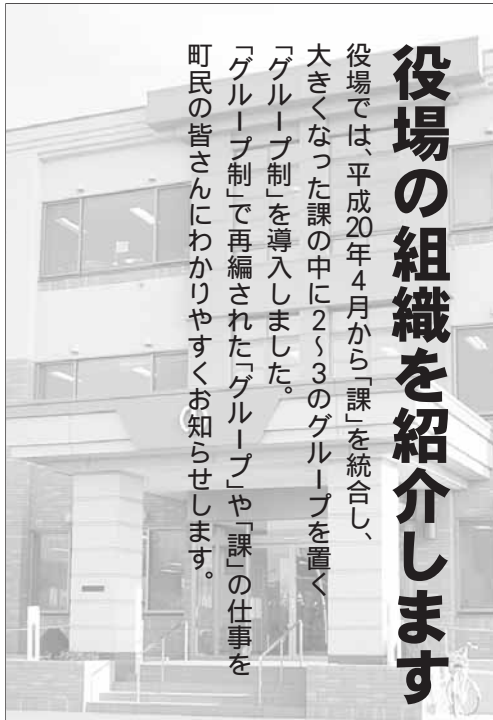 役場の組織を紹介します
役場では、平成20年4月から「課」を統合し、
大きくなった課の中に2～3のグループを置く
「グループ制」を導入しました。
「グループ制」で再編された「グループ」や「課」の仕事を
町民の皆さんにわかりやすくお知らせします。